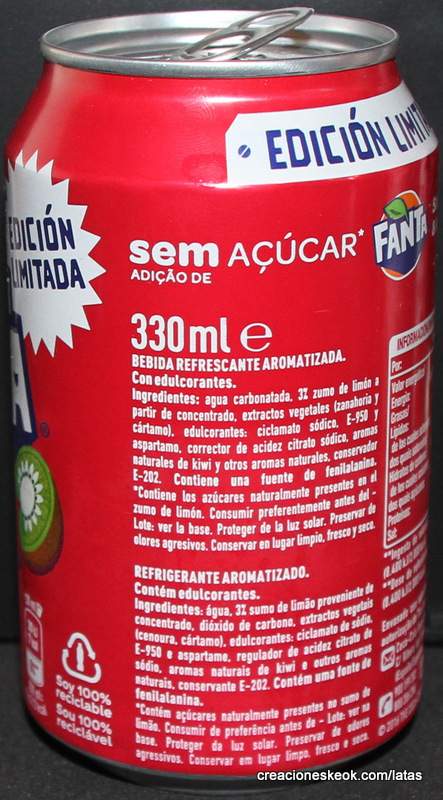 EDICIÓN LIMIT
EDICIÓN
LIMITADA
FANTA
sem AÇÚCAR*
ADIÇÃO DE
330ml e
BEBIDA REFRESCANTE AROMATIZADA.
Con edulcorantes.
Ingredientes: agua carbonatada, 3% zumo de limón a
partir de concentrado, extractos vegetales (zanahoria y
cártamo), edulcorantes: ciclamato sódico, E-950 y
aspartamo, corrector de acidez citrato sódico, aromas
naturales de kiwi y otros aromas naturales, conservador
E-202. Contiene una fuente de fenilalanina.
*Contiene los azúcares naturalmente presentes en el
zumo de limón. Consumir preferentemente antes del -
Lote: ver la base. Proteger de la luz solar. Preservar de
olores agresivos. Conservar en lugar limpio, fresco y seco.
REFRIGERANTE AROMATIZADO.
Contém edulcorantes.
Ingredientes: água, 3% sumo de limão proveniente de
concentrado, dióxido de carbono, extractos vegetais
(cenoura, cártamo), edulcorantes: ciclamato de sódio,
E-950 e aspartame, regulador de acidez citrato de
sódio, aromas naturais de kiwi e outros aromas
naturais, conservante E-202. Contém uma fonte de
fenilalanina.
*Contém açúcares naturalmente presentes no sumo de
limão. Consumir de preferência antes de - Lote: ver na
base. Proteger da luz solar. Preservar de odores
agressivos. Conservar em lugar limpo, fresco e seco.
Soy 100%
reciclable
Sou 100%
reciclável
Por:
Valor energético
Energía:
Grasas/
Lípidos:
Sal:
creacioneskeok.com/latas